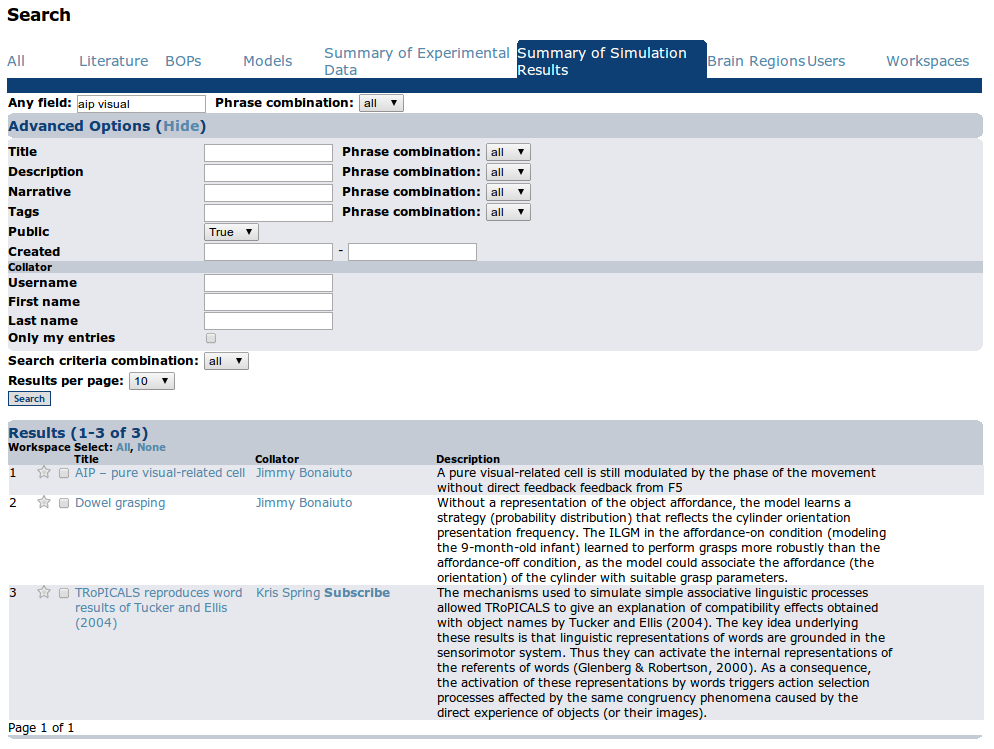 Search
All Literature BOPs Models Summary of Experimental Data Summary of Simulation Results Brain Regions Users Workspaces
Any field: aip visual Phrase combination: all
Advanced Options (Hide)
Title Phrase combination: all
Description Phrase combination: all
Narrative Phrase combination: all
Tags Phrase combination: all
Public True
Created -
Collator
Username
First name
Last name
Only my entries
Search criteria combination: all
Results per page: 10
Search
Results (1-3 of 3)
Workspace Select: All, None
Title Collator Description
1 AIP – pure visual-related cell Jimmy Bonaiuto A pure visual-related cell is still modulated by the phase of the movement
without direct feedback feedback from F5
2 Dowel grasping Jimmy Bonaiuto Without a representation of the object affordance, the model learns a
strategy (probability distribution) that reflects the cylinder orientation
presentation frequency. The ILGM in the affordance-on condition (modeling
the 9-month-old infant) learned to perform grasps more robustly than the
affordance-off condition, as the model could associate the affordance (the
orientation) of the cylinder with suitable grasp parameters.
3 TRoPICALS reproduces word Kris Spring Subscribe The mechanisms used to simulate simple associative linguistic processes
results of Tucker and Ellis allowed TRoPICALS to give an explanation of compatibility effects obtained
(2004) with object names by Tucker and Ellis (2004). The key idea underlying
these results is that linguistic representations of words are grounded in the
sensorimotor system. Thus they can activate the internal representations of
the referents of words (Glenberg & Robertson, 2000). As a consequence,
the activation of these representations by words triggers action selection
processes affected by the same congruency phenomena caused by the
direct experience of objects (or their images).
Page 1 of 1